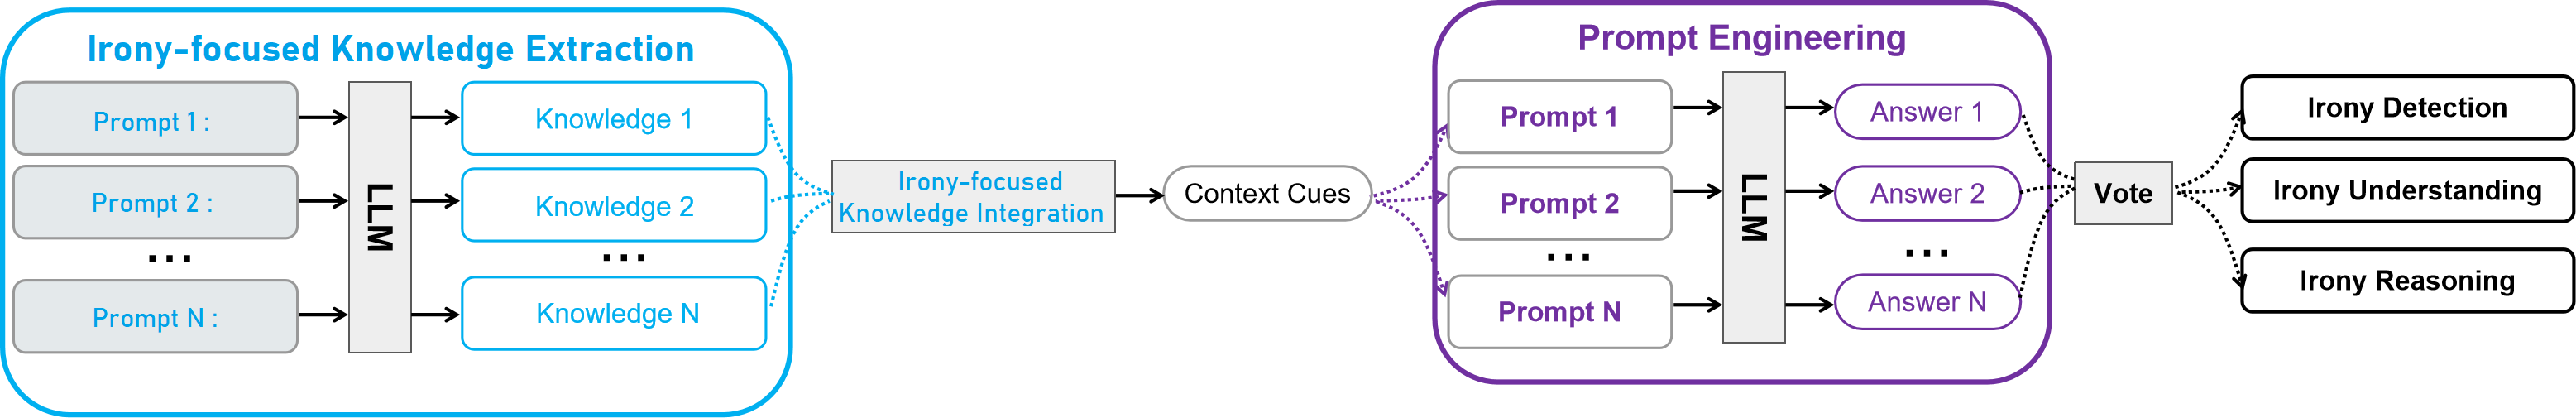 Irony-focused Knowledge Extraction
Prompt 1 :
Prompt 2 :
...
Prompt N :
LLM
Knowledge 1
Knowledge 2
...
Knowledge N
Irony-focused
Knowledge Integration
Context Cues
Prompt Engineering
Prompt 1
Prompt 2
...
Prompt N
LLM
Answer 1
Answer 2
...
Answer N
Vote
Irony Detection
Irony Understanding
Irony Reasoning